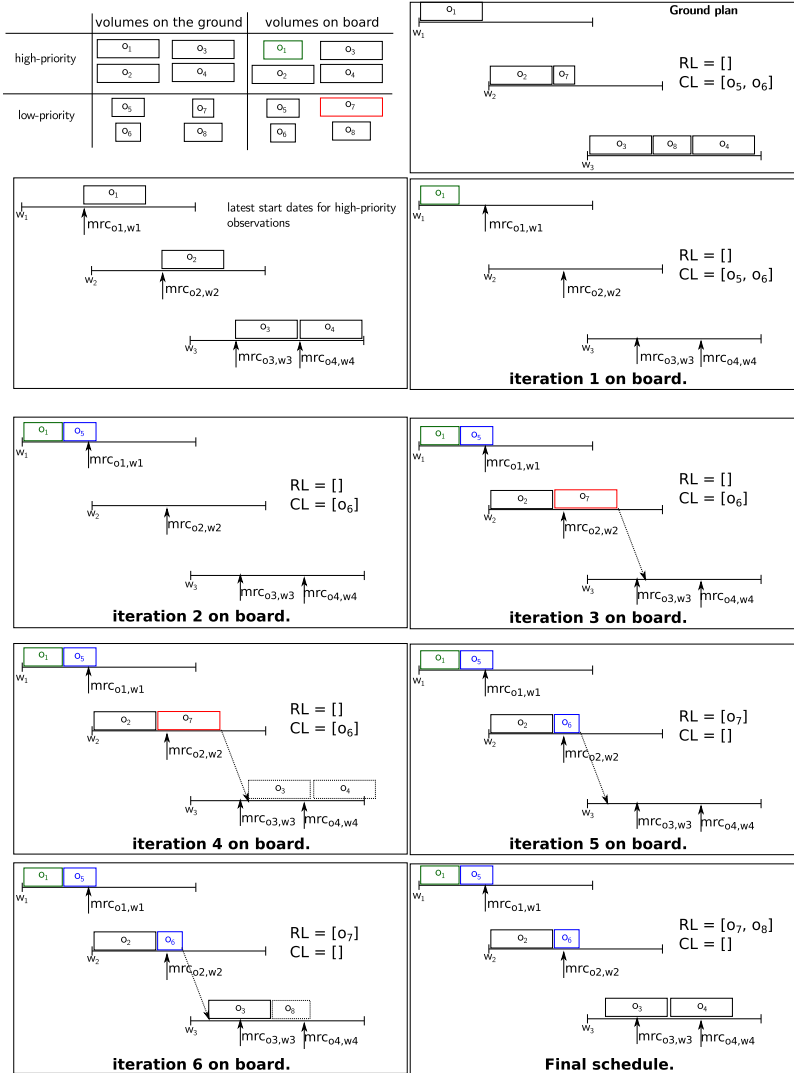 volumes on the ground volumes on board
high-priority
o1 o3 o1 o3
o2 o4 o2 o4
low-priority
o5 o7 o5 o7
o6 o8 o6 o8
Ground plan
o1
w1
RL = []
CL = [o5, o6]
o2 o7
w2
o3 o8 o4
w3
o1
w1
mrco1,w1
latest start dates for high-priority
observations
o2
w2
mrco2,w2
o3 o4
w3
mrco3,w3 mrco4,w4
o1
w1
mrco1,w1
RL = []
CL = [o5, o6]
w2
mrco2,w2
w3
mrco3,w3 mrco4,w4
iteration 1 on board.
o1 o5
w1
mrco1,w1
RL = []
CL = [o6]
w2
mrco2,w2
w3
mrco3,w3 mrco4,w4
iteration 2 on board.
o1 o5
w1
mrco1,w1
RL = []
CL = [o6]
o2 o7
w2
mrco2,w2
w3
mrco3,w3 mrco4,w4
iteration 3 on board.
o1 o5
w1
mrco1,w1
RL = []
CL = [o6]
o2 o7
w2
mrco2,w2
o3 o4
w3
mrco3,w3 mrco4,w4
iteration 4 on board.
o1 o5
w1
mrco1,w1
RL = [o7]
CL = []
o2 o6
w2
mrco2,w2
w3
mrco3,w3 mrco4,w4
iteration 5 on board.
o1 o5
w1
mrco1,w1
RL = [o7]
CL = []
o2 o6
w2
mrco2,w2
o3 o8
w3
mrco3,w3 mrco4,w4
iteration 6 on board.
o1 o5
w1
mrco1,w1
RL = [o7, o8]
CL = []
o2 o6
w2
mrco2,w2
o3 o4
w3
mrco3,w3 mrco4,w4
Final schedule.